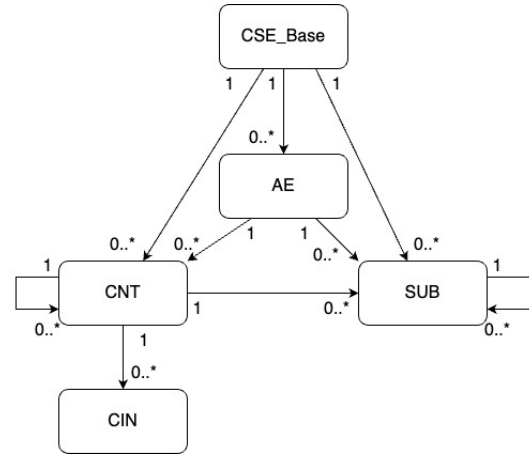 CSE_Base
1 1 1
0..*
AE
0..* 0..* 1 1 0..* 0..*
1 CNT 1 0..* SUB 1
0..* 0..*
1
0..*
CIN